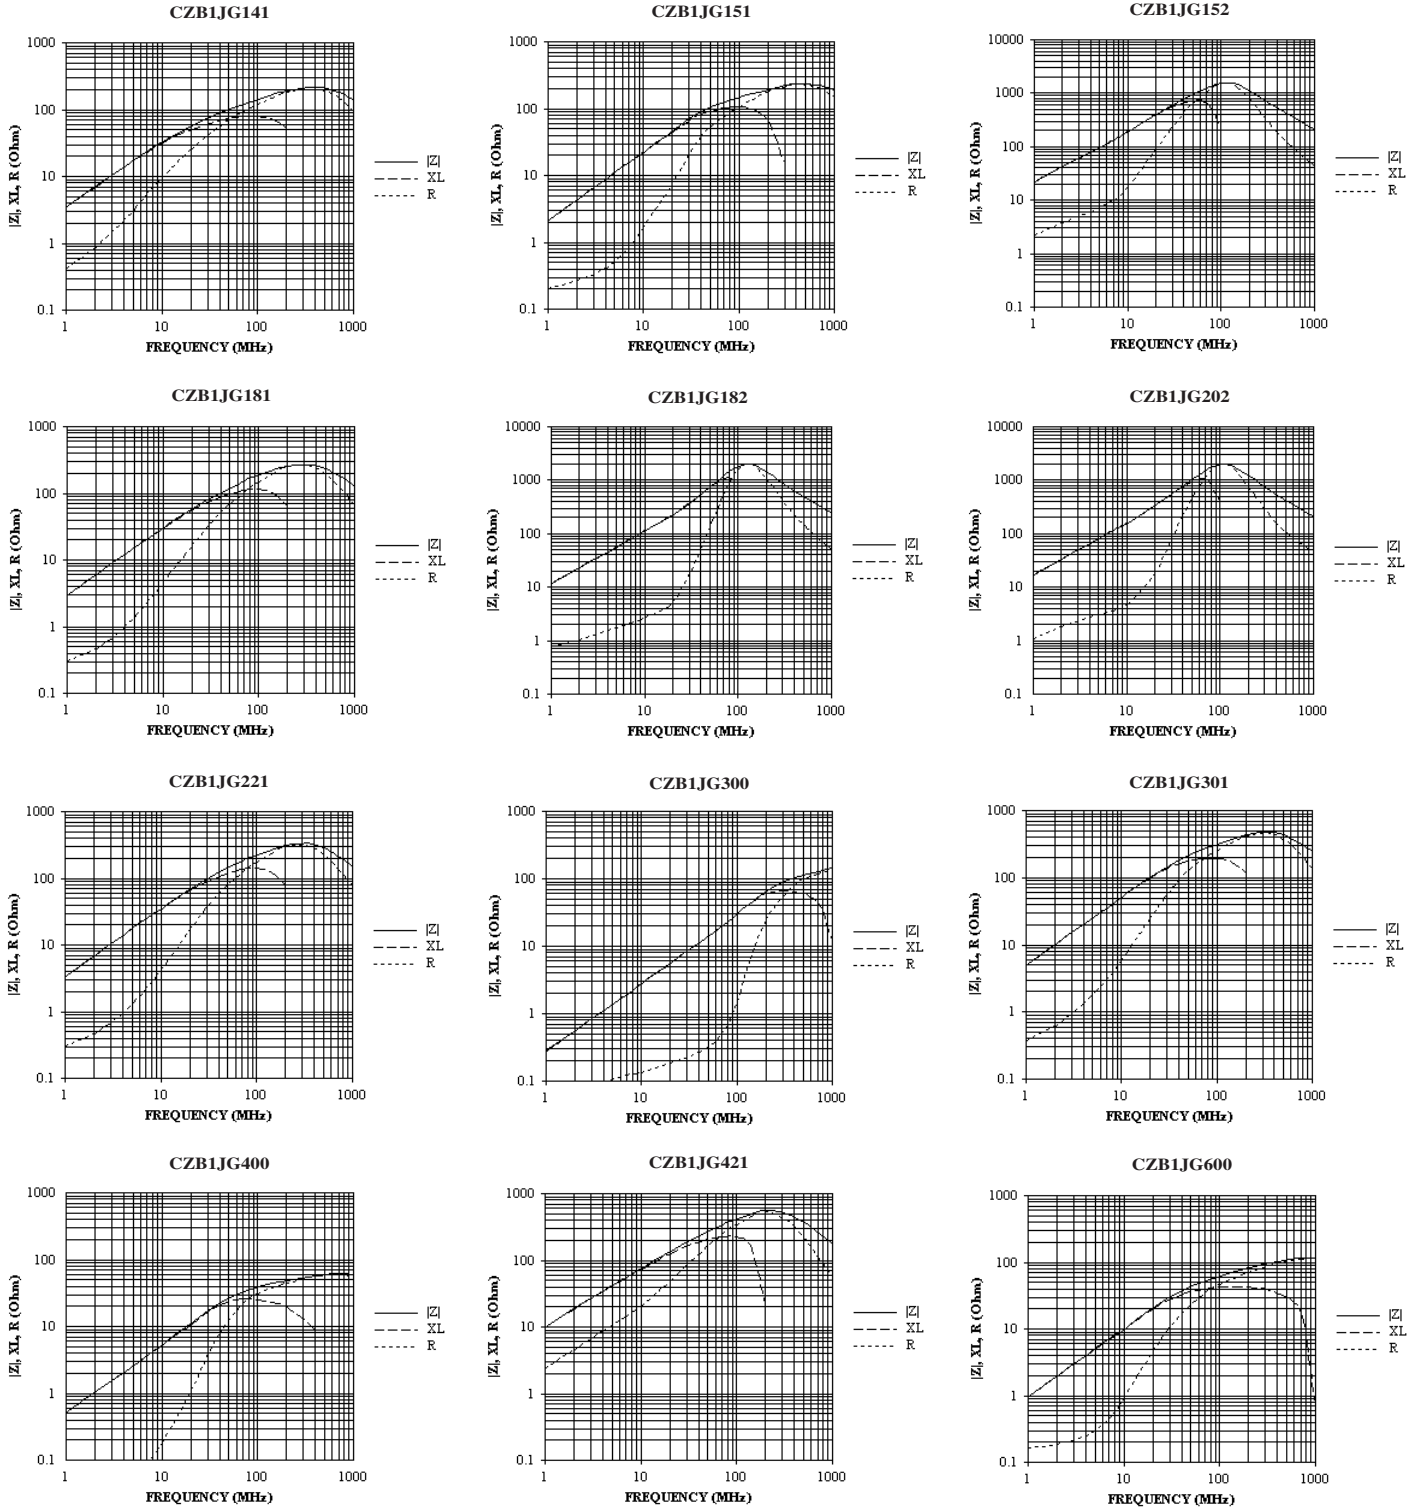 CZB1JG141
1000
100
10
1
0.1
|Z|, XL, R (Ohm)
1 10 100 1000
FREQUENCY (MHz)
|Z|
XL
R
CZB1JG151
1000
100
10
1
0.1
|Z|, XL, R (Ohm)
1 10 100 1000
FREQUENCY (MHz)
|Z|
XL
R
CZB1JG152
10000
1000
100
10
1
0.1
|Z|, XL, R (Ohm)
1 10 100 1000
FREQUENCY (MHz)
|Z|
XL
R
CZB1JG181
1000
100
10
1
0.1
|Z|, XL, R (Ohm)
1 10 100 1000
FREQUENCY (MHz)
|Z|
XL
R
CZB1JG182
10000
1000
100
10
1
0.1
|Z|, XL, R (Ohm)
1 10 100 1000
FREQUENCY (MHz)
|Z|
XL
R
CZB1JG202
10000
1000
100
10
1
0.1
|Z|, XL, R (Ohm)
1 10 100 1000
FREQUENCY (MHz)
|Z|
XL
R
CZB1JG221
1000
100
10
1
0.1
|Z|, XL, R (Ohm)
1 10 100 1000
FREQUENCY (MHz)
|Z|
XL
R
CZB1JG300
1000
100
10
1
0.1
|Z|, XL, R (Ohm)
1 10 100 1000
FREQUENCY (MHz)
|Z|
XL
R
CZB1JG301
1000
100
10
1
0.1
|Z|, XL, R (Ohm)
1 10 100 1000
FREQUENCY (MHz)
|Z|
XL
R
CZB1JG400
1000
100
10
1
0.1
|Z|, XL, R (Ohm)
1 10 100 1000
FREQUENCY (MHz)
|Z|
XL
R
CZB1JG421
1000
100
10
1
0.1
|Z|, XL, R (Ohm)
1 10 100 1000
FREQUENCY (MHz)
|Z|
XL
R
CZB1JG600
1000
100
10
1
0.1
|Z|, XL, R (Ohm)
1 10 100 1000
FREQUENCY (MHz)
|Z|
XL
R